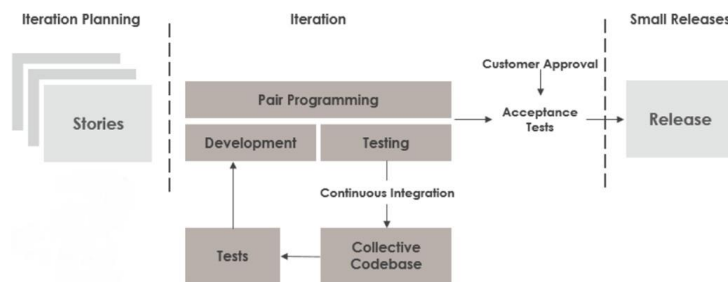 Iteration Planning
Iteration
Small Releases
Stories
Pair Programming
Development
Testing
Customer Approval
Acceptance
Tests
Release
Continuous Integration
Tests
Collective
Codebase